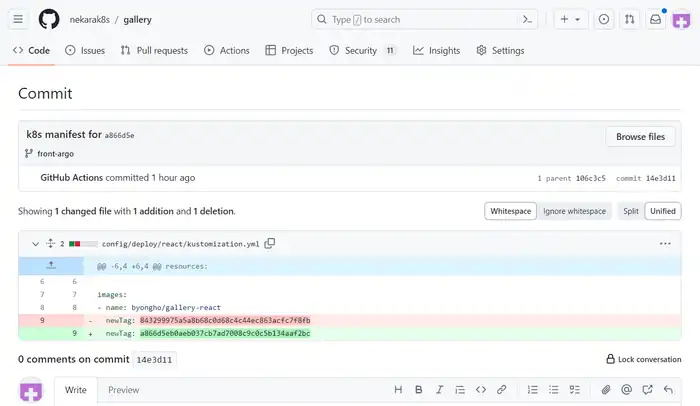 nekarak8s / gallery
Type / to search
Code
Issues
Pull requests
Actions
Projects
Security 11
Insights
Settings
Commit
k8s manifest for a866d5e
Browse files
front-argo
GitHub Actions committed 1 hour ago
1 parent 106c3c5 commit 14e3d11
Showing 1 changed file with 1 addition and 1 deletion.
Whitespace Ignore whitespace Split Unified
2 config/deploy/react/kustomization.yml
@@ -6,4 +6,4 @@ resources:
6 6
7 7 images:
8 8 - name: byongho/gallery-react
9 - newTag: 843299975a5a8b68c0d68c4c44ec863acfc7f8fb
9 + newTag: a866d5eb0aeb037cb7ad7008c9c0c5b134aaf2bc
0 comments on commit 14e3d11
Lock conversation
Write Preview
H B I